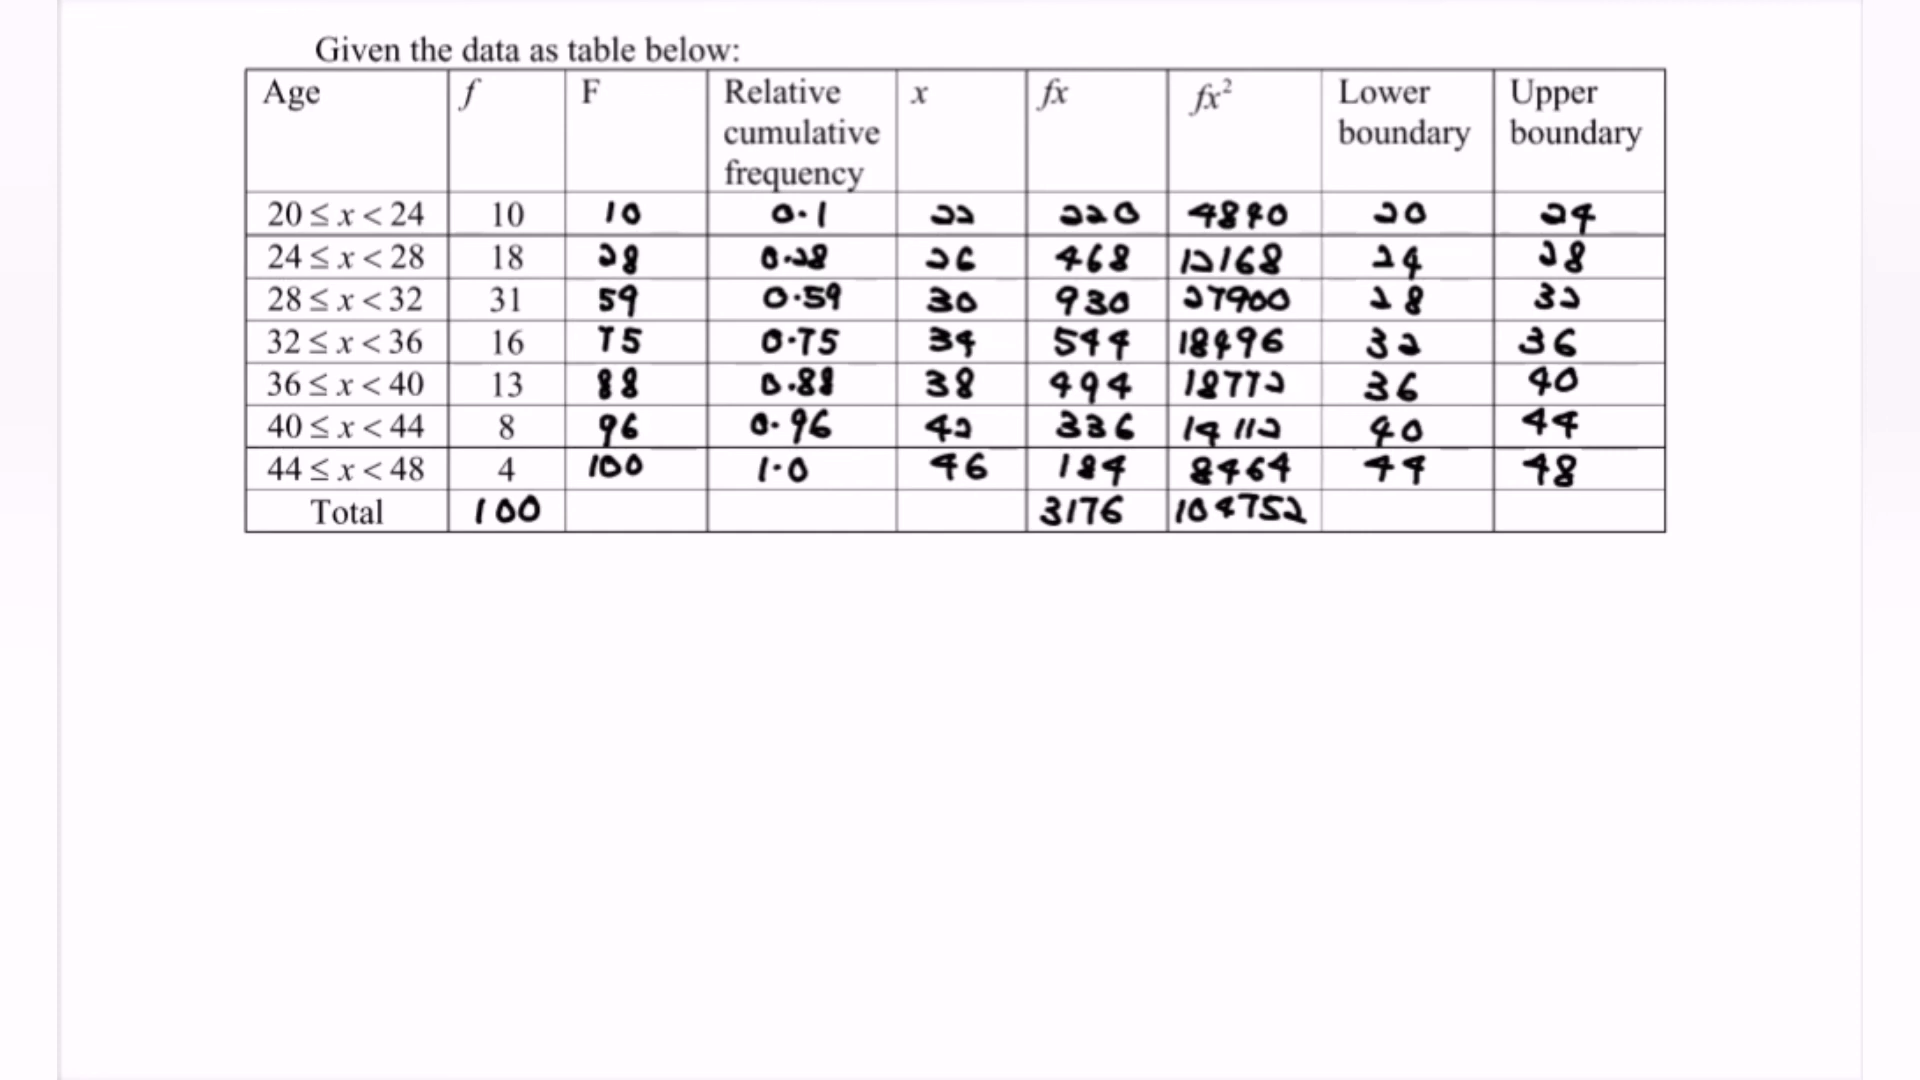 Given the data as table below:
Age f F Relative cumulative frequency x fx fx² Lower boundary Upper boundary
20 ≤ x < 24 10 10 0.1 22 220 4840 20 24
24 ≤ x < 28 18 28 0.28 26 468 12168 24 28
28 ≤ x < 32 31 59 0.59 30 930 27900 28 32
32 ≤ x < 36 16 75 0.75 34 544 18496 32 36
36 ≤ x < 40 13 88 0.88 38 494 18772 36 40
40 ≤ x < 44 8 96 0.96 42 336 14112 40 44
44 ≤ x < 48 4 100 1.0 46 184 8464 44 48
Total 100 3176 104752